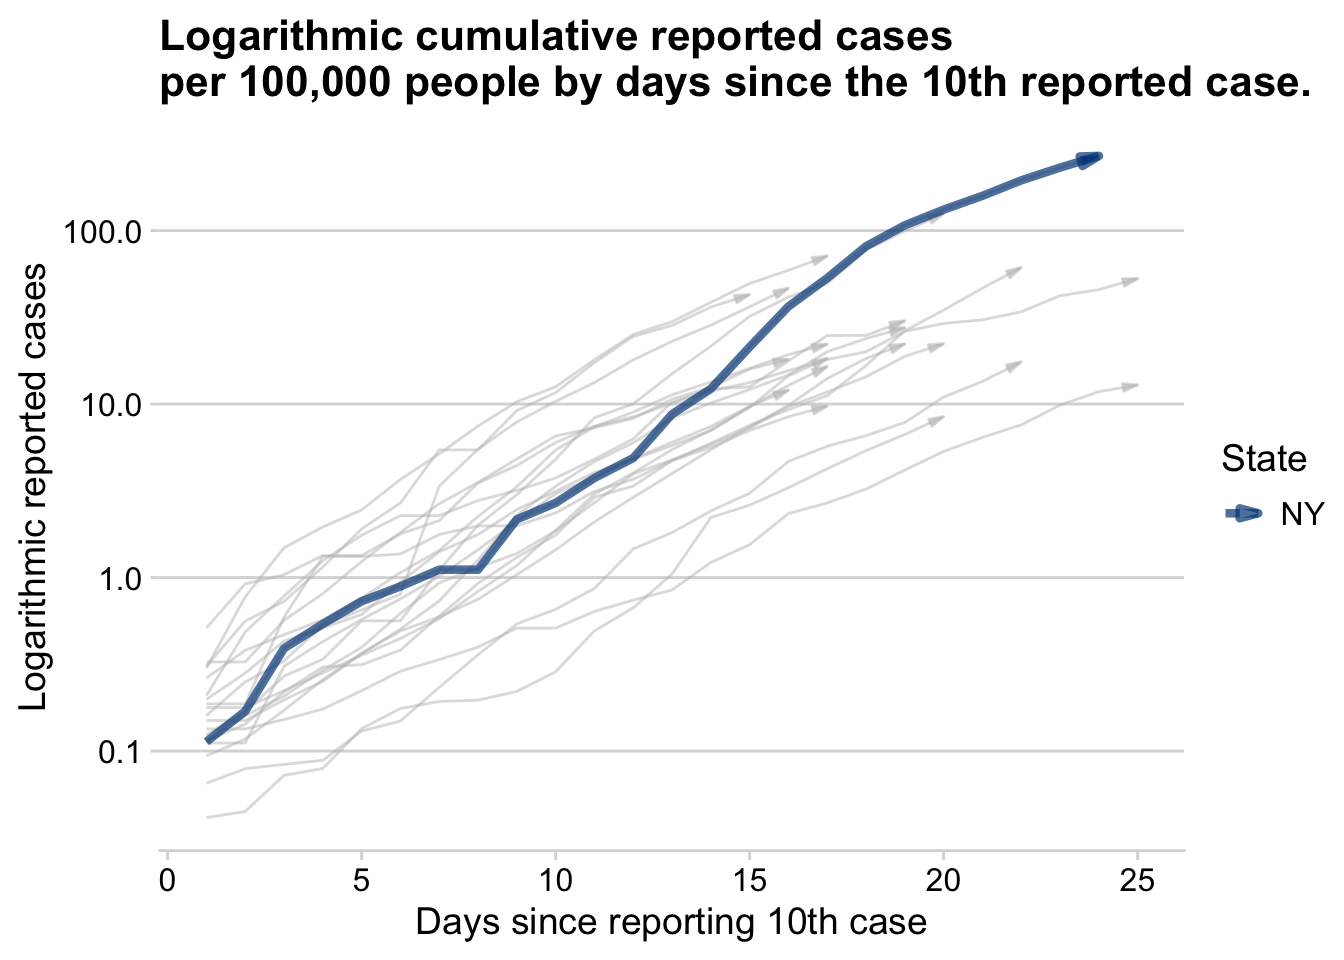 Logarithmic cumulative reported cases
per 100,000 people by days since the 10th reported case.
Logarithmic reported cases
100.0
10.0
1.0
0.1
0 5 10 15 20 25
Days since reporting 10th case
State
NY